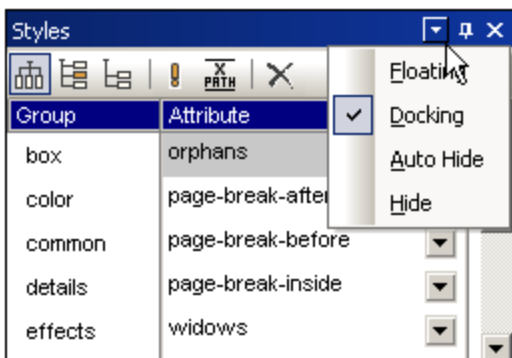 Styles
XPATH
Floating
Docking
Auto Hide
Hide
Group Attribute
box orphans
color page-break-after
common page-break-before
details page-break-inside
effects widows